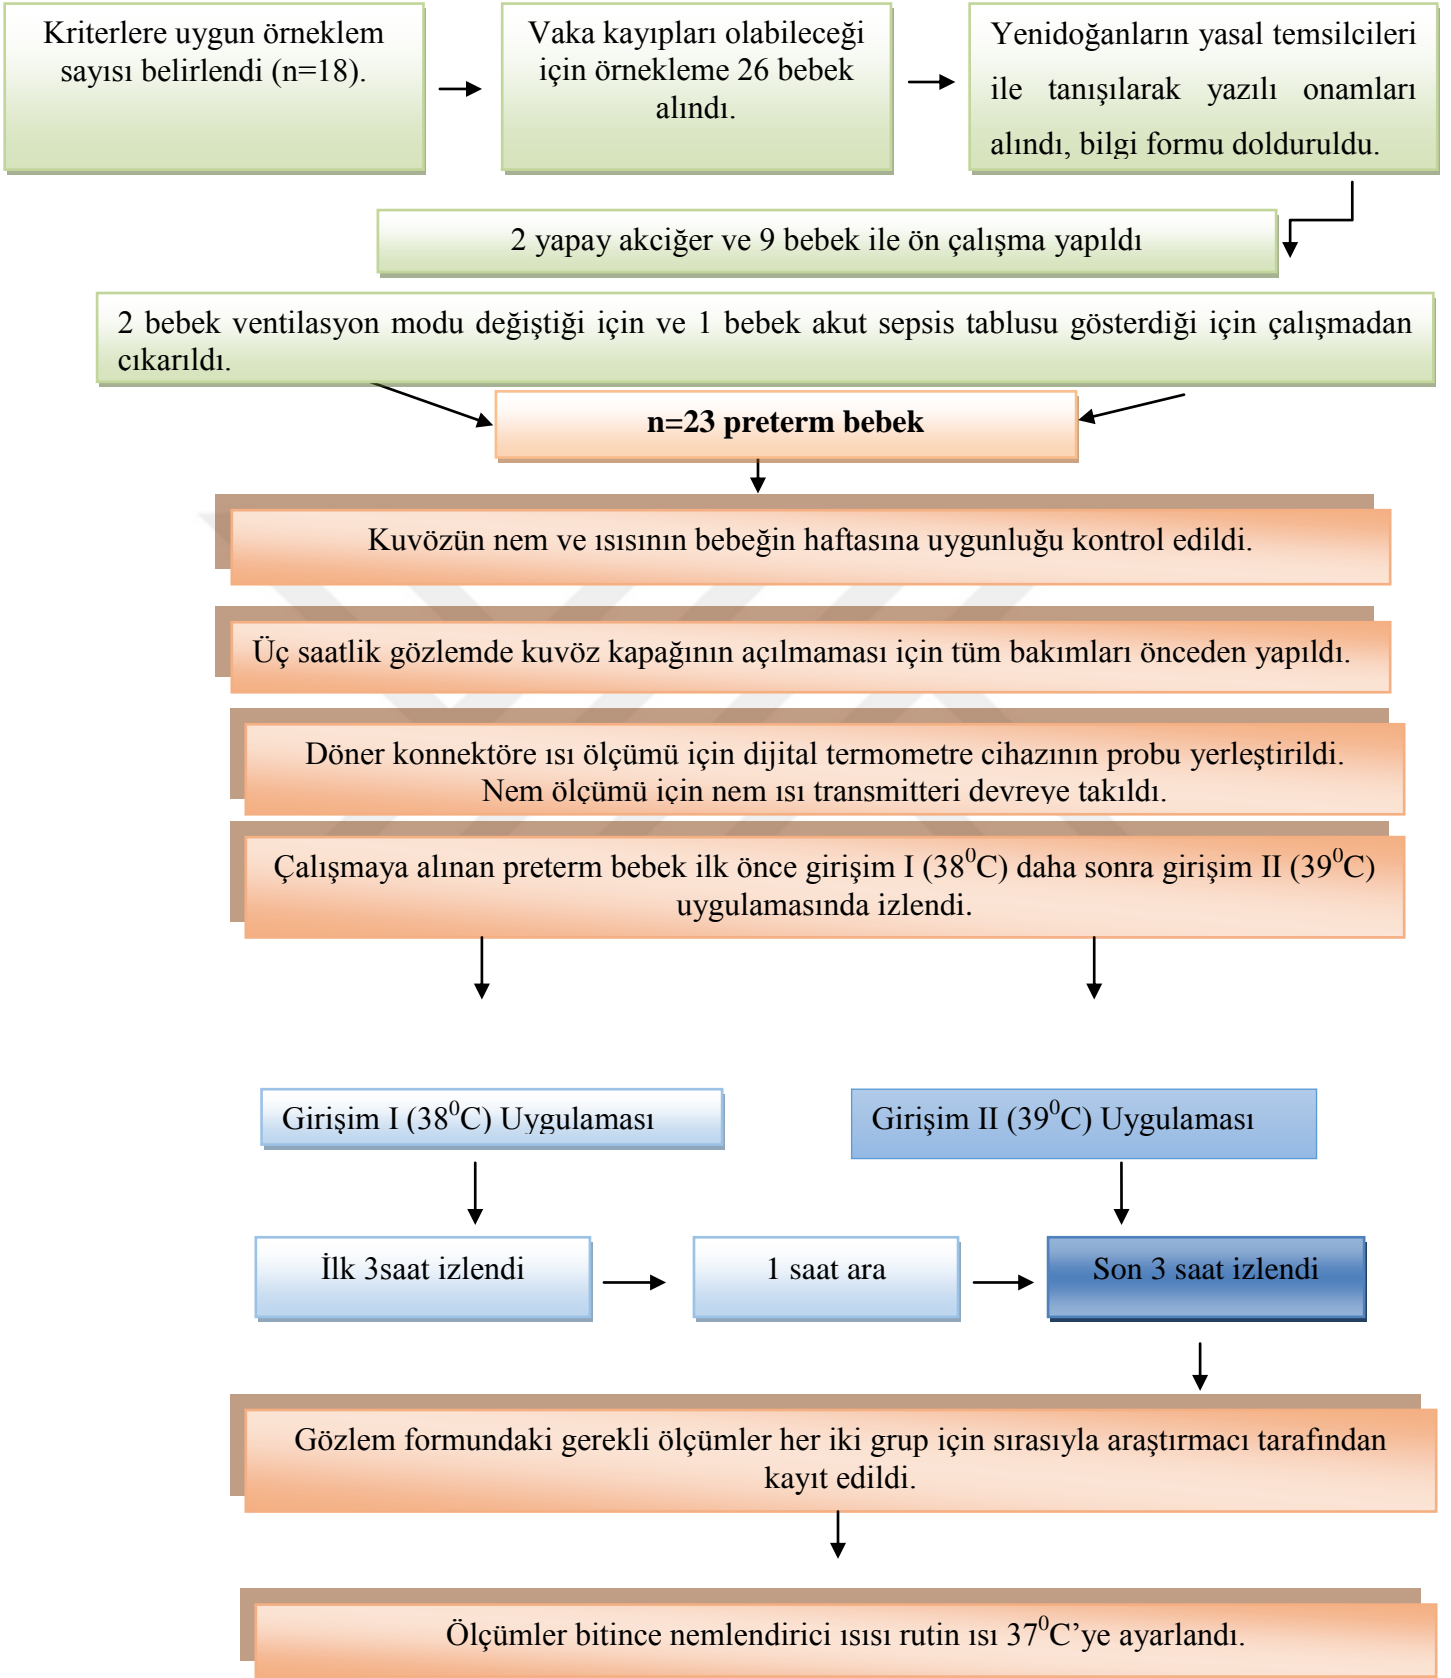 Kriterlere uygun örneklem
sayısı belirlendi (n=18).
Vaka kayıpları olabileceği
için örnekleme 26 bebek
alındı.
Yenidoğanların yasal temsilcileri
ile tanışılarak yazılı onamları
alındı, bilgi formu dolduruldu.
2 yapay akciğer ve 9 bebek ile ön çalışma yapıldı
2 bebek ventilasyon modu değiştiği için ve 1 bebek akut sepsis tablusu gösterdiği için çalışmadan
cıkarıldı.
n=23 preterm bebek
Kuvözün nem ve ısısının bebeğin haftasına uygunluğu kontrol edildi.
Üç saatlik gözlemde kuvöz kapağının açılmaması için tüm bakımları önceden yapıldı.
Döner konnektöre ısı ölçümü için dijital termometre cihazının probu yerleştirildi.
Nem ölçümü için nem ısı transmitteri devreye takıldı.
Çalışmaya alınan preterm bebek ilk önce girişim I (38⁰C) daha sonra girişim II (39⁰C)
uygulamasında izlendi.
Girişim I (38⁰C) Uygulaması
Girişim II (39⁰C) Uygulaması
İlk 3saat izlendi
1 saat ara
Son 3 saat izlendi
Gözlem formundaki gerekli ölçümler her iki grup için sırasıyla araştırmacı tarafından
kayıt edildi.
Ölçümler bitince nemlendirici ısısı rutin ısı 37⁰C’ye ayarlandı.